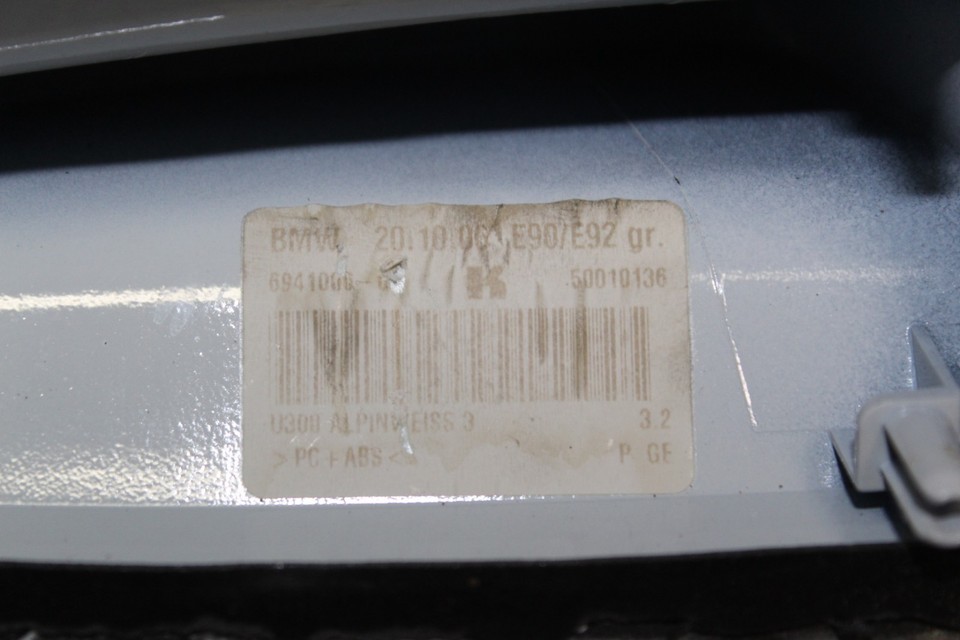 BMW 20.10.06 E90/E92 gr.
50010136
U300 ALPINWEISS 3 3.2
>PC+ABS<
P GE